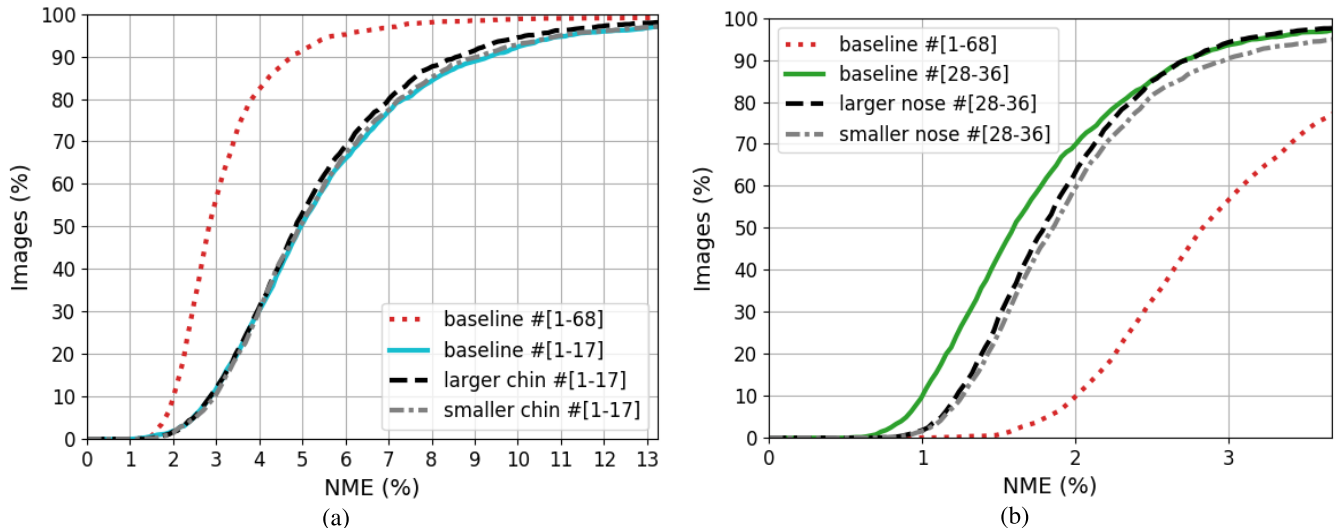 100
90
80
70
60
50
40
30
20
10
0
Images (%)
baseline #[1-68]
baseline #[1-17]
larger chin #[1-17]
smaller chin #[1-17]
0 1 2 3 4 5 6 7 8 9 10 11 12 13
NME (%)
(a)
100
90
80
70
60
50
40
30
20
10
0
Images (%)
baseline #[1-68]
baseline #[28-36]
larger nose #[28-36]
smaller nose #[28-36]
0 1 2 3
NME (%)
(b)